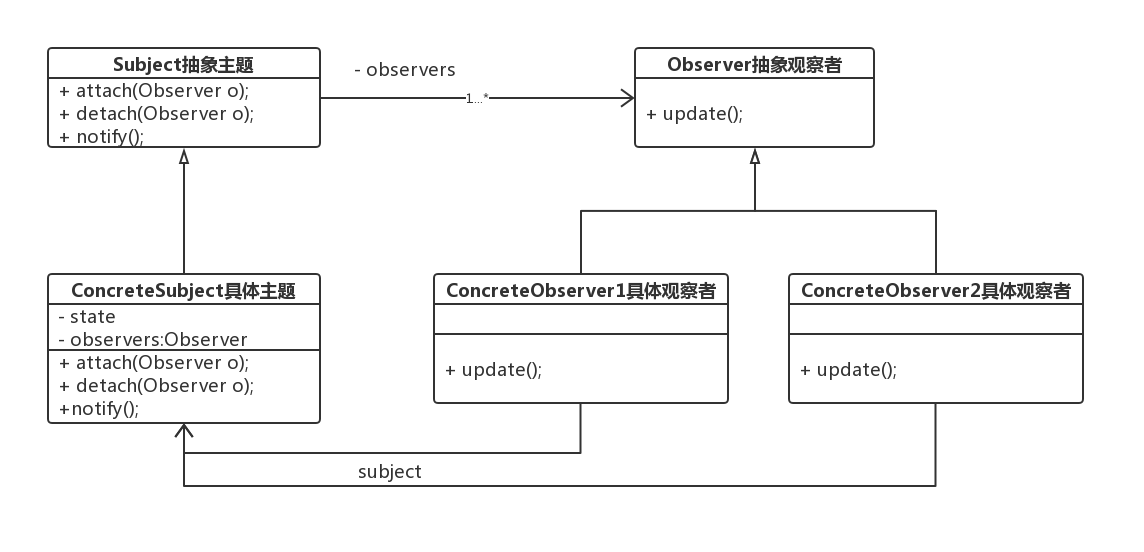 Subject抽象主题
+ attach(Observer o);
+ detach(Observer o);
+ notify();
- observers
1...*
Observer抽象观察者
+ update();
ConcreteSubject具体主题
- state
- observers:Observer
+ attach(Observer o);
+ detach(Observer o);
+notify();
ConcreteObserver1具体观察者
+ update();
ConcreteObserver2具体观察者
+ update();
subject